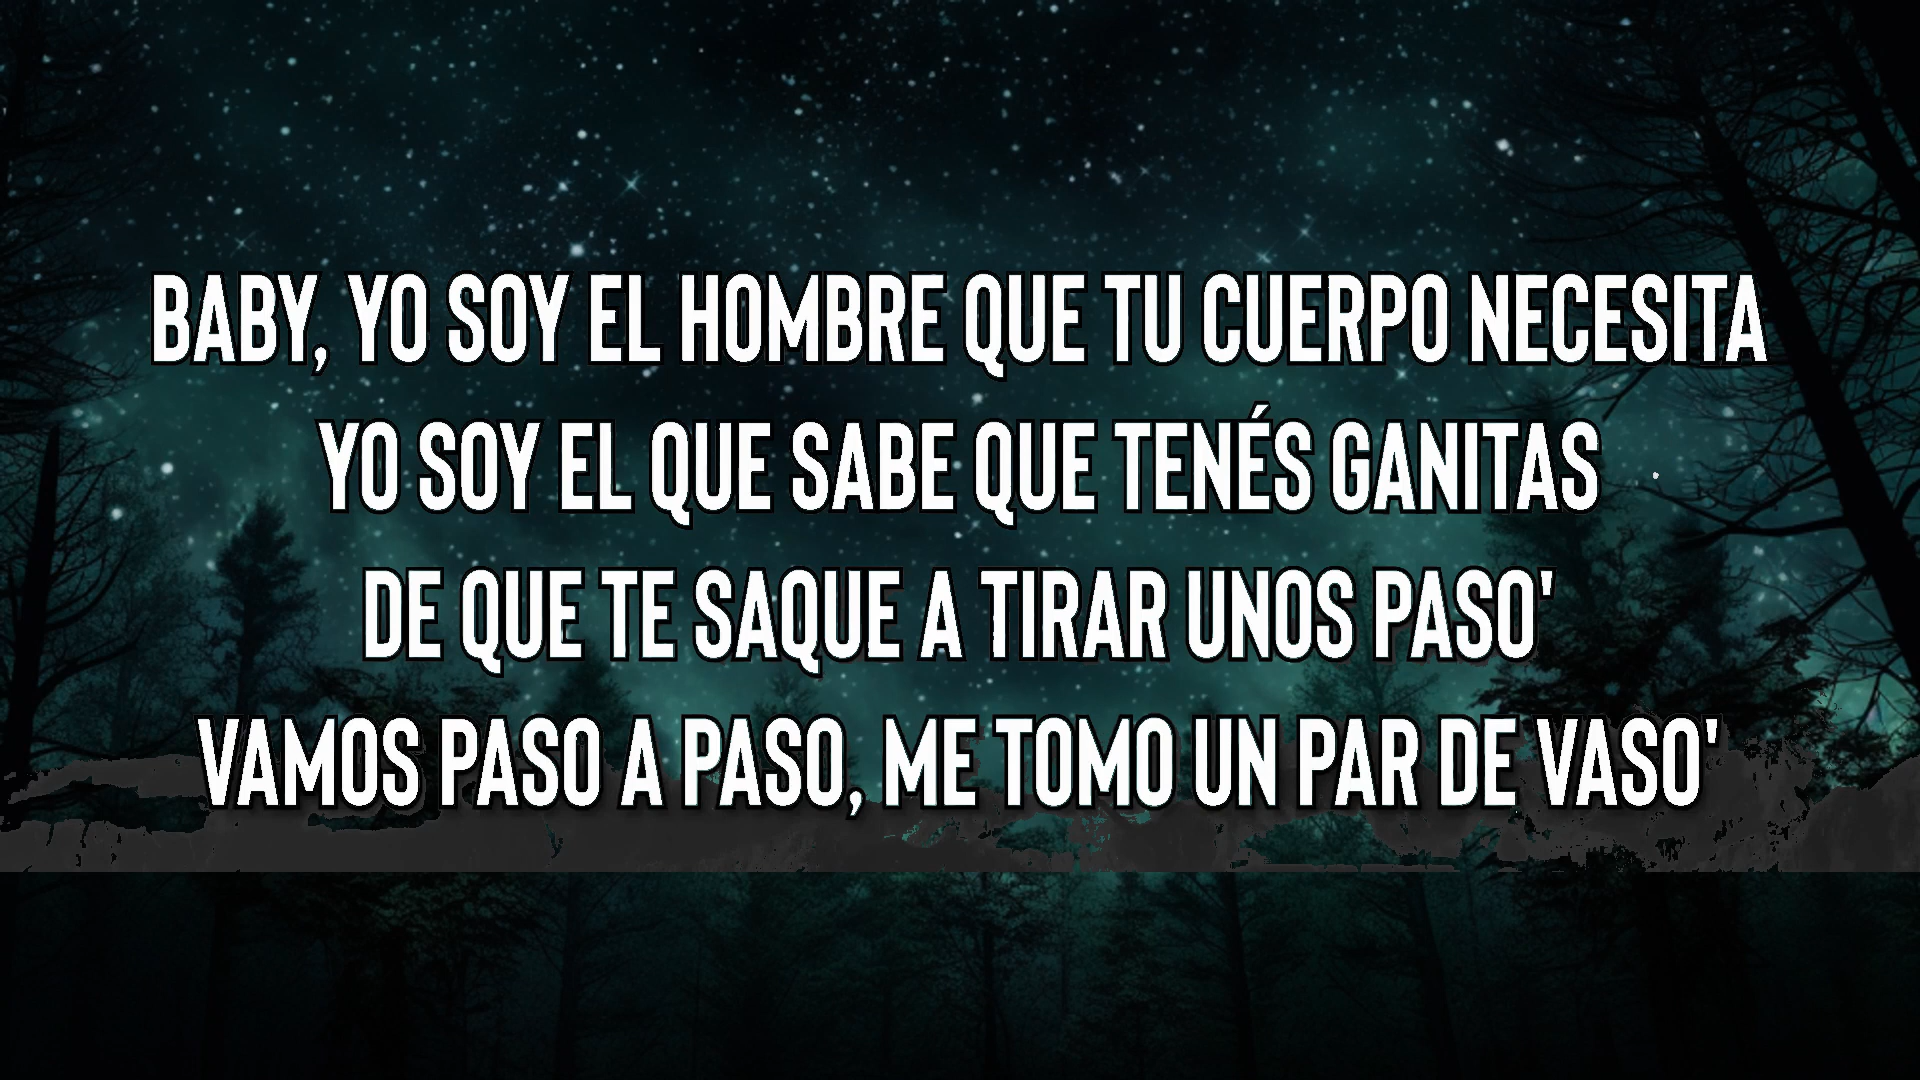 BABY, YO SOY EL HOMBRE QUE TU CUERPO NECESITA
YO SOY EL QUE SABE QUE TENÉS GANITAS
DE QUE TE SAQUE A TIRAR UNOS PASO'
VAMOS PASO A PASO, ME TOMO UN PAR DE VASO'